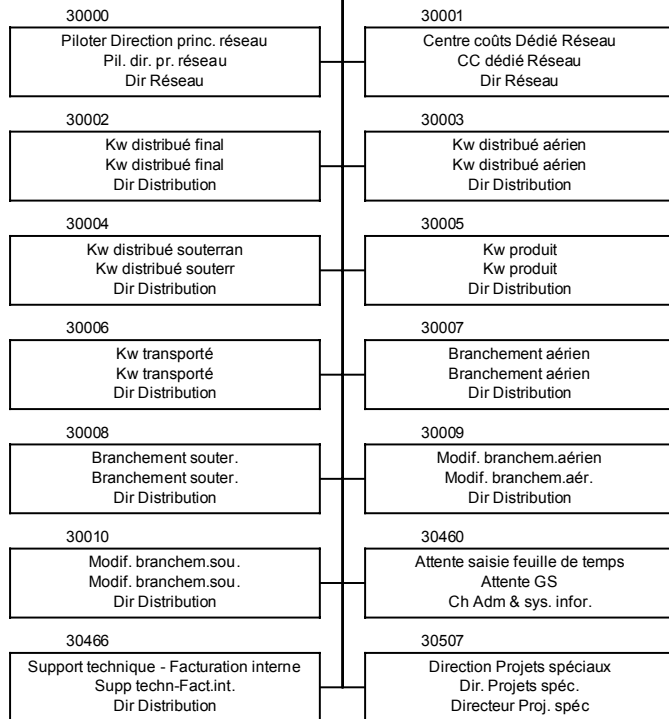 30000
Piloter Direction princ. réseau
Pil. dir. pr. réseau
Dir Réseau
30001
Centre coûts Dédié Réseau
CC dédié Réseau
Dir Réseau
30002
Kw distribué final
Kw distribué final
Dir Distribution
30003
Kw distribué aérien
Kw distribué aérien
Dir Distribution
30004
Kw distribué souterran
Kw distribué souterr
Dir Distribution
30005
Kw produit
Kw produit
Dir Distribution
30006
Kw transporté
Kw transporté
Dir Distribution
30007
Branchement aérien
Branchement aérien
Dir Distribution
30008
Branchement souter.
Branchement souter.
Dir Distribution
30009
Modif. branchem.aérien
Modif. branchem.aér.
Dir Distribution
30010
Modif. branchem.sou.
Modif. branchem.sou.
Dir Distribution
30460
Attente saisie feuille de temps
Attente GS
Ch Adm & sys. infor.
30466
Support technique - Facturation interne
Supp techn-Fact.int.
Dir Distribution
30507
Direction Projets spéciaux
Dir. Projets spéc.
Directeur Proj. spéc